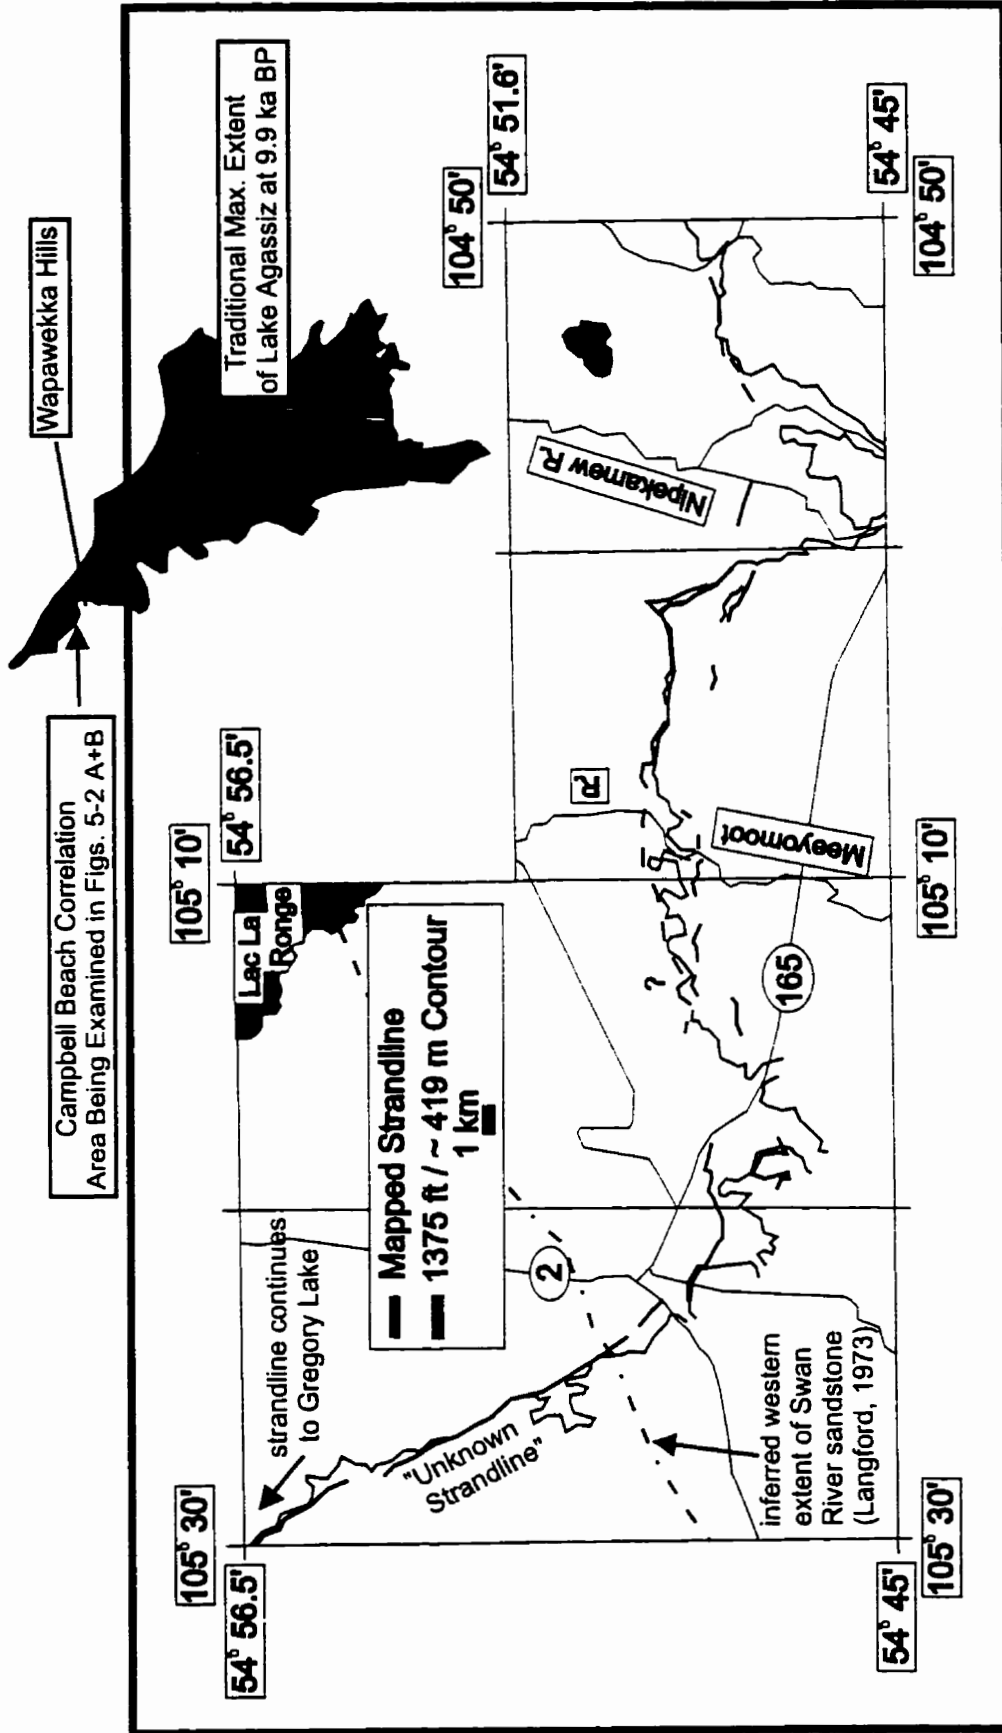 Campbell Beach Correlation
Area Being Examined in Figs. 5-2 A+B
Wapawekka Hills
Traditional Max. Extent
of Lake Agassiz at 9.9 ka BP
105° 30'
54° 56.5'
strandline continues
to Gregory Lake
"Unknown
Strandline"
Lac La
Ronge
105° 10'
54° 56.5'
Mapped Strandline
1375 ft / ~ 419 m Contour
1 km
2
?
165
R.
Meeyomoot
Nipekamew R.
104° 50'
54° 51.6'
inferred western
extent of Swan
River sandstone
(Langford, 1973)
54° 45'
105° 30'
105° 10'
54° 45'
104° 50'